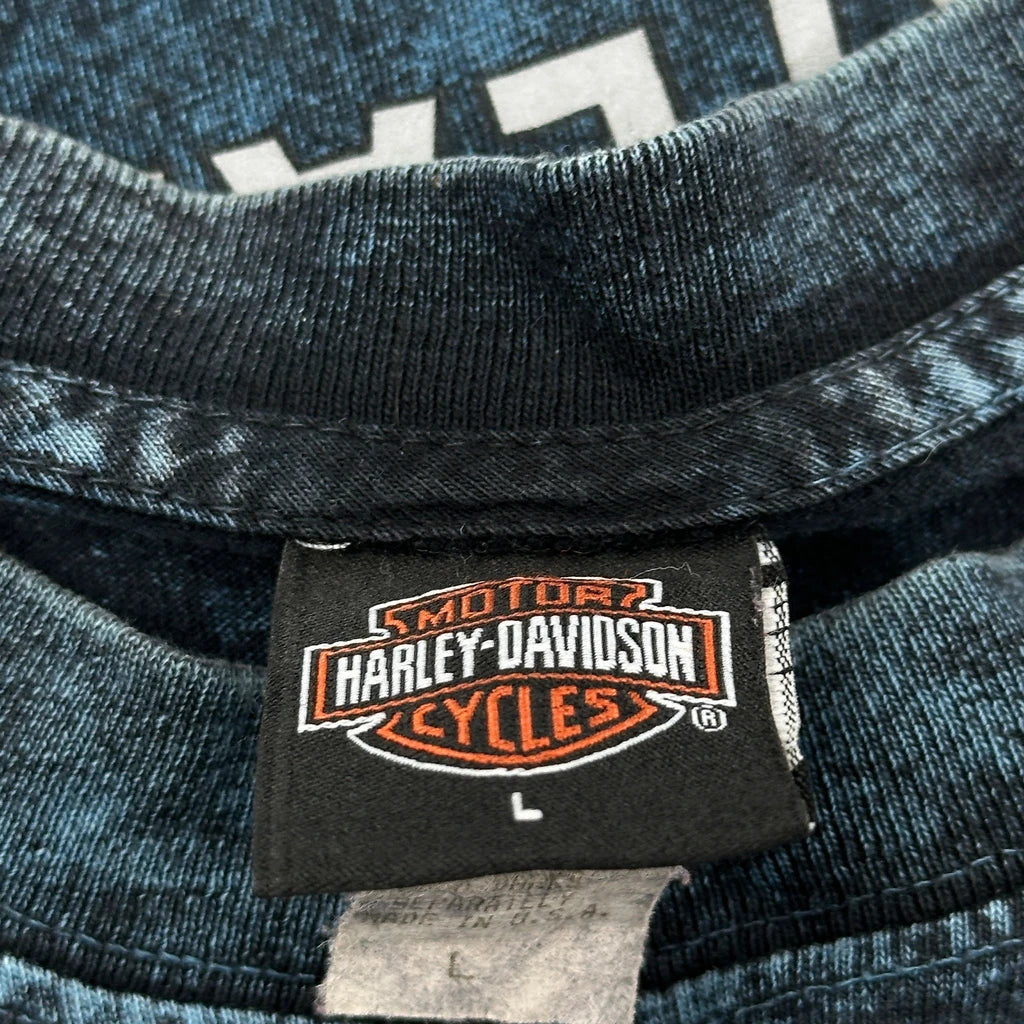 MOTOR
HARLEY-DAVIDSON
CYCLES
®
L
SEPARATELY
MADE IN U.S.A.
L